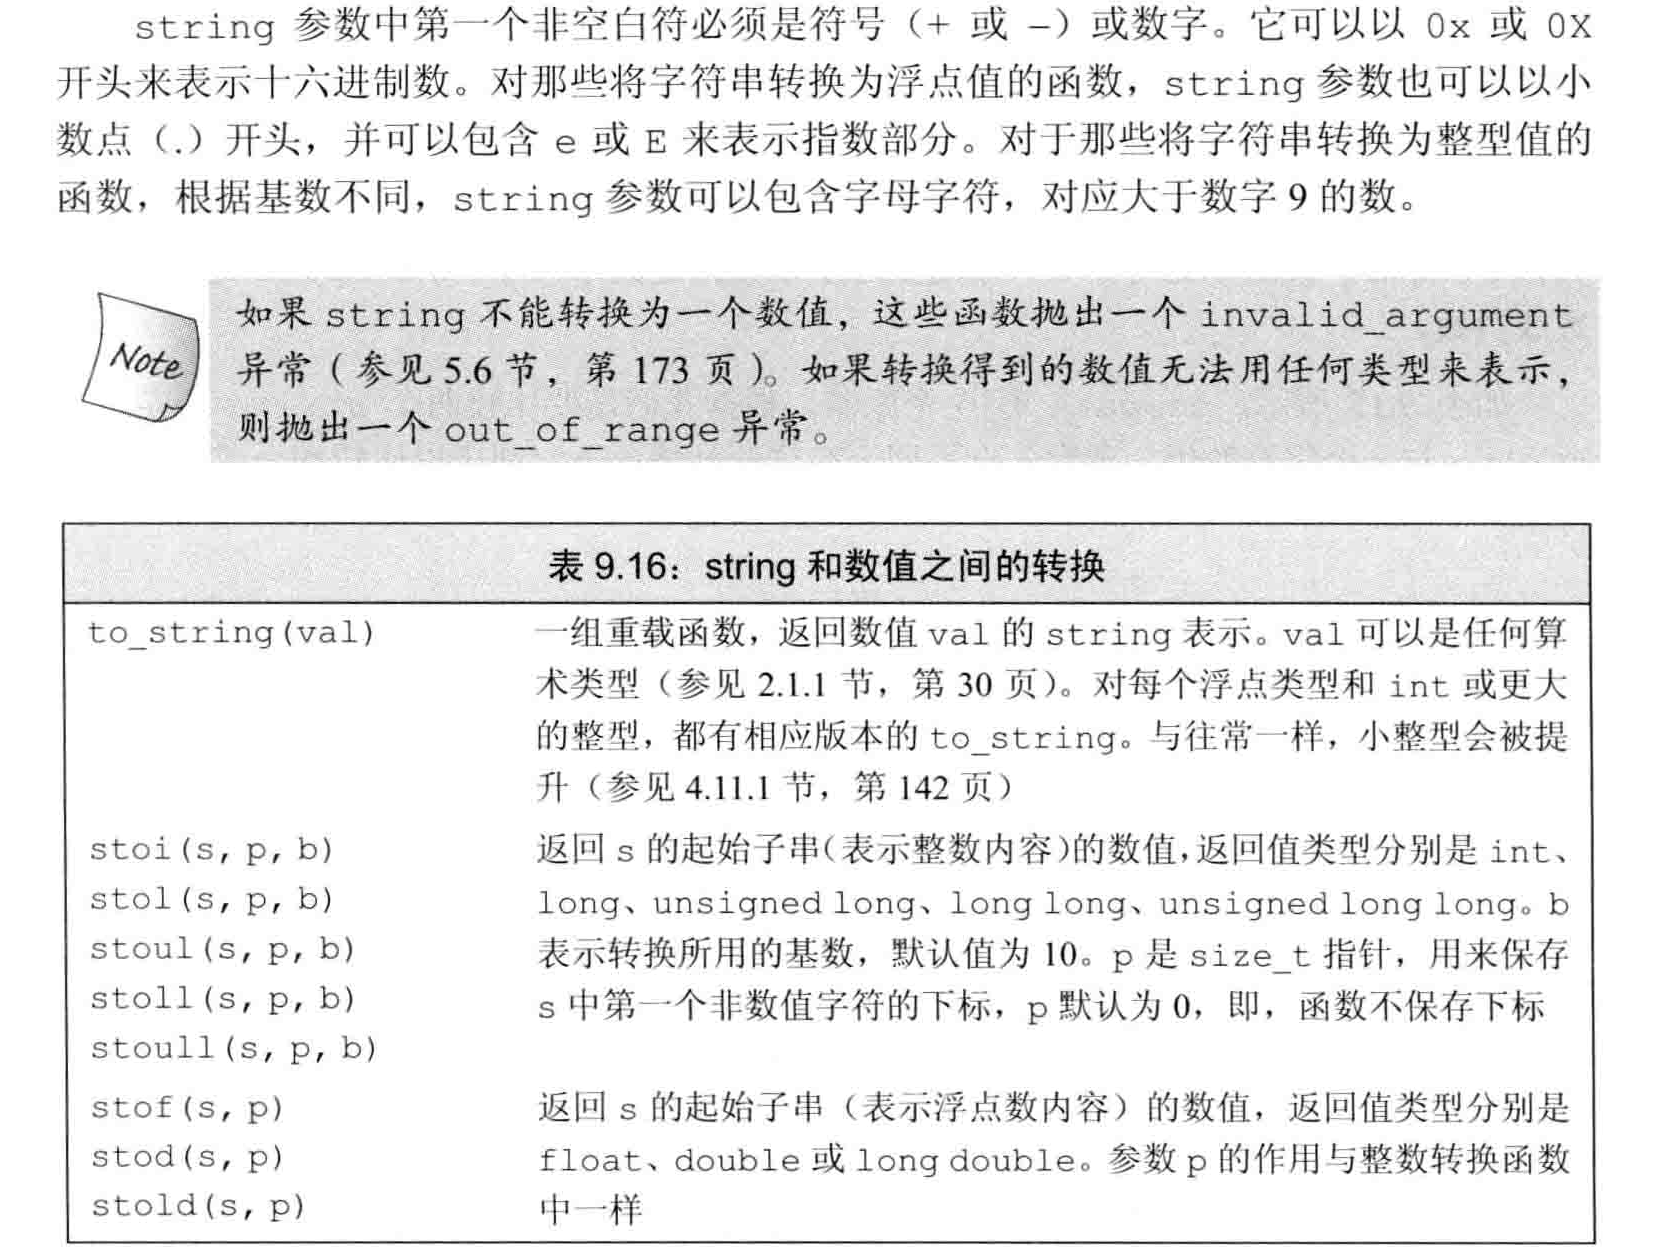 string 参数中第一个非空白符必须是符号（+ 或 –）或数字。它可以以 0x 或 0X
开头来表示十六进制数。对那些将字符串转换为浮点值的函数，string 参数也可以以小
数点（.）开头，并可以包含 e 或 E 来表示指数部分。对于那些将字符串转换为整型值的
函数，根据基数不同，string 参数可以包含字母字符，对应大于数字 9 的数。
Note
如果 string 不能转换为一个数值，这些函数抛出一个 invalid_argument
异常（参见 5.6 节，第 173 页）。如果转换得到的数值无法用任何类型来表示，
则抛出一个 out_of_range 异常。
表 9.16：string 和数值之间的转换
to_string(val)
一组重载函数，返回数值 val 的 string 表示。val 可以是任何算
术类型（参见 2.1.1 节，第 30 页）。对每个浮点类型和 int 或更大
的整型，都有相应版本的 to_string。与往常一样，小整型会被提
升（参见 4.11.1 节，第 142 页）
stoi(s, p, b)
stol(s, p, b)
stoul(s, p, b)
stoll(s, p, b)
stoull(s, p, b)
返回 s 的起始子串（表示整数内容）的数值，返回值类型分别是 int、
long、unsigned long、long long、unsigned long long。b
表示转换所用的基数，默认值为 10。p 是 size_t 指针，用来保存
s 中第一个非数值字符的下标，p 默认为 0，即，函数不保存下标
stof(s, p)
stod(s, p)
stold(s, p)
返回 s 的起始子串（表示浮点数内容）的数值，返回值类型分别是
float、double 或 long double。参数 p 的作用与整数转换函数
中一样